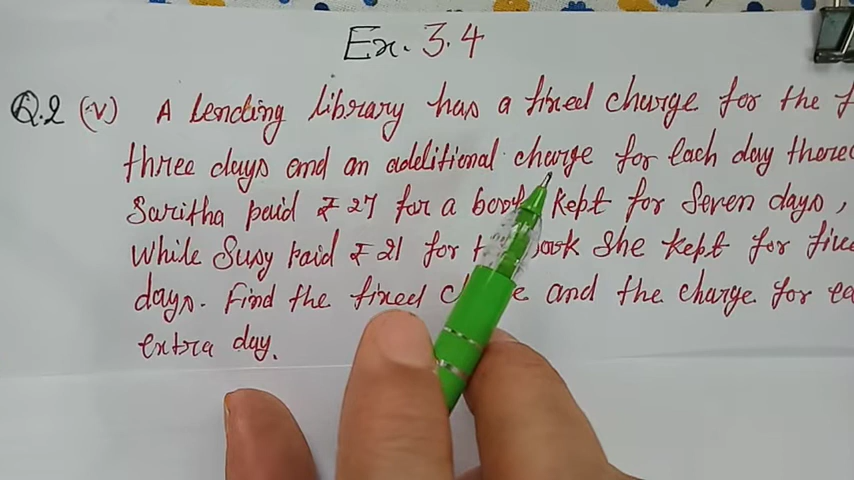 Ex. 3.4
Q.2 (v) A lending library has a fixed charge for the
three days and an additional charge for each day
Saritha paid ₹ 27 for a book kept for Seven days,
while Susy paid ₹ 21 for book She kept for five
days. Find the fixed and the charge for
extra day.